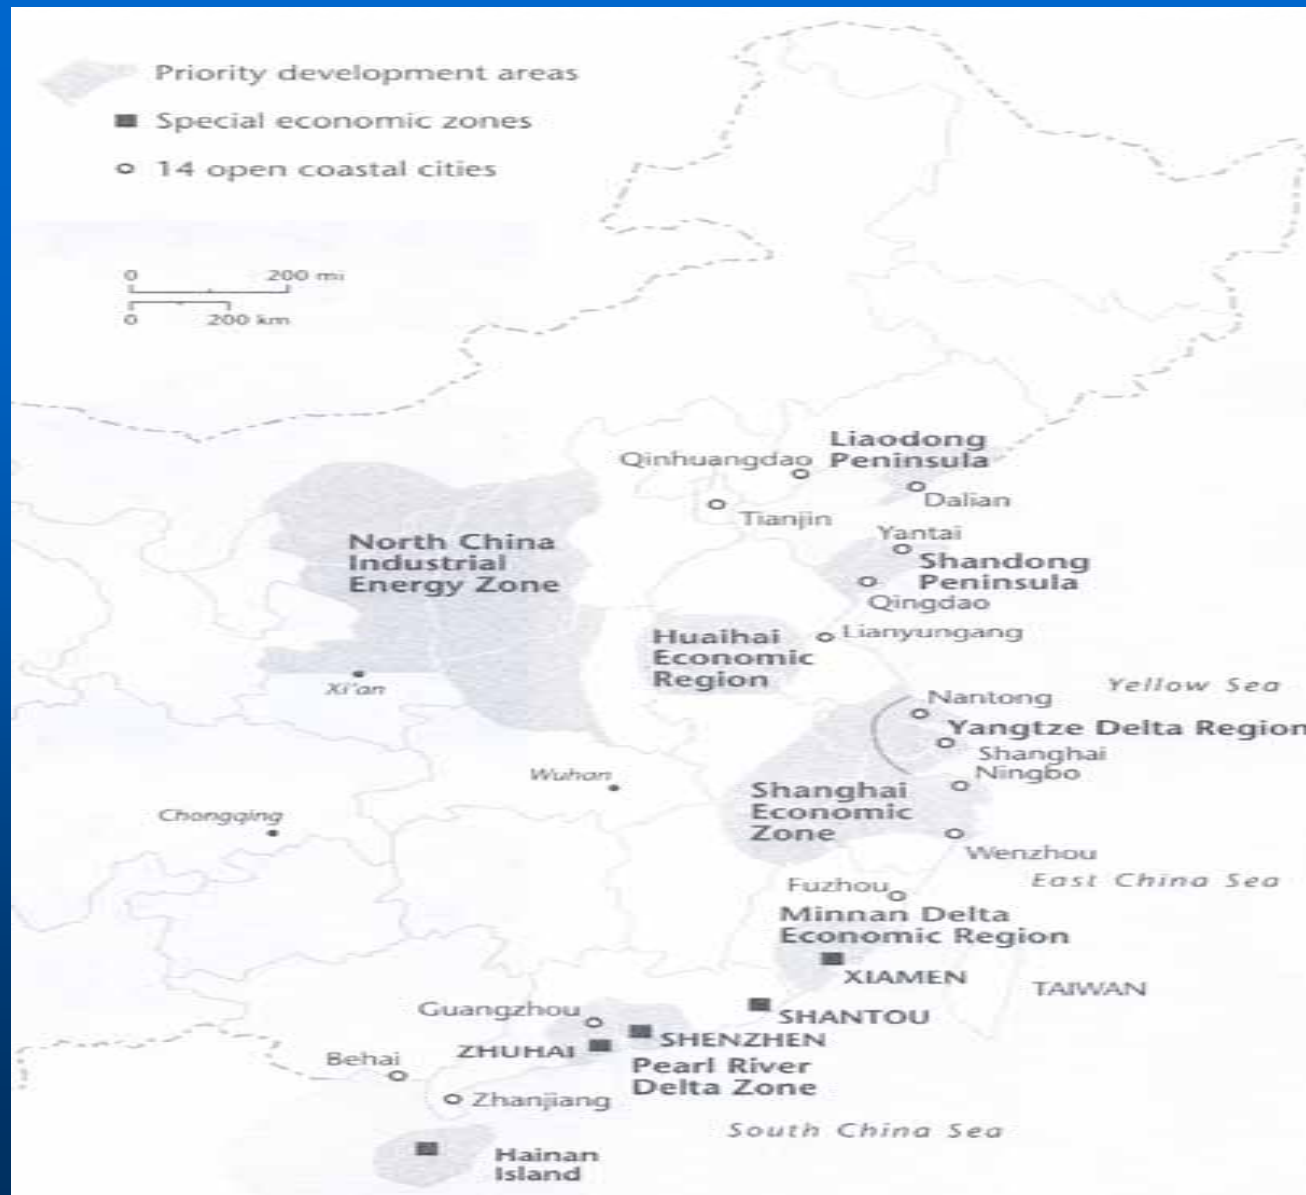 Priority development areas
Special economic zones
14 open coastal cities
0 200 mi
0 200 km
Liaodong
Peninsula
Qinhuangdao
Dalian
Tianjin
Yantai
Shandong
Peninsula
Qingdao
North China
Industrial
Energy Zone
Huaihai
Economic
Region
Lianyungang
Xi'an
Yellow Sea
Nantong
Yangtze Delta Region
Shanghai
Ningbo
Wuhan
Shanghai
Economic
Zone
Chongqing
Wenzhou
East China Sea
Fuzhou
Minnan Delta
Economic Region
XIAMEN
TAIWAN
SHANTOU
Guangzhou
SHENZHEN
ZHUHAI
Pearl River
Delta Zone
Behai
Zhanjiang
South China Sea
Hainan
Island